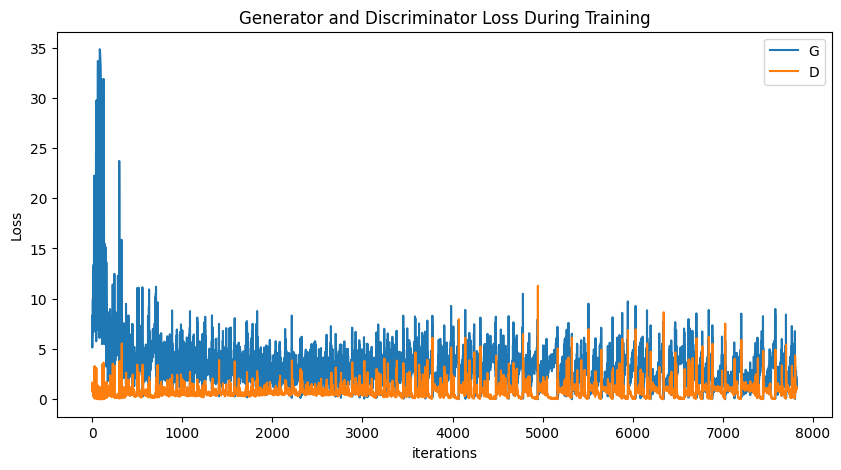 Generator and Discriminator Loss During Training
G
D
Loss
35
30
25
20
15
10
5
0
0 1000 2000 3000 4000 5000 6000 7000 8000
iterations